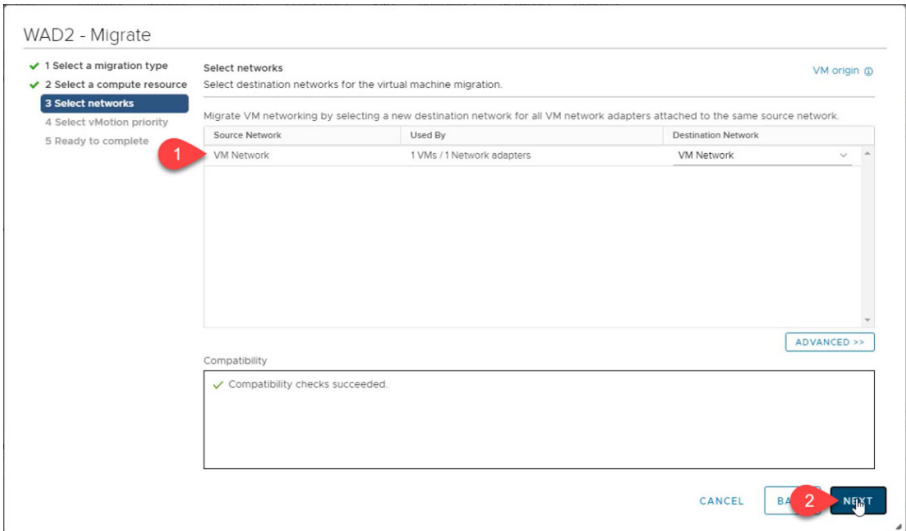 WAD2 - Migrate
1 Select a migration type
2 Select a compute resource
3 Select networks
4 Select vMotion priority
5 Ready to complete
Select networks
VM origin
Select destination networks for the virtual machine migration.
Migrate VM networking by selecting a new destination network for all VM network adapters attached to the same source network.
Source Network Used By Destination Network
1
VM Network 1 VMs / 1 Network adapters VM Network
ADVANCED >>
Compatibility
Compatibility checks succeeded.
CANCEL 2 NEXT